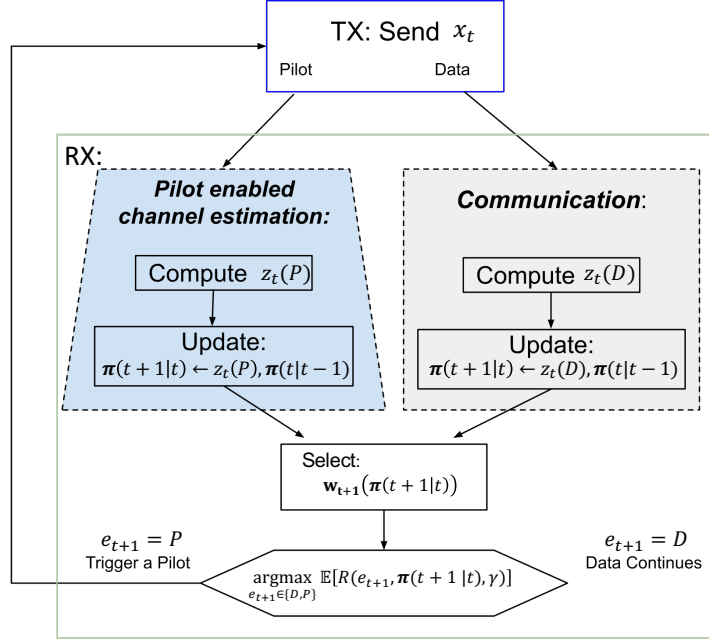 TX: Send x_t
Pilot Data
RX:
Pilot enabled
channel estimation:
Communication:
Compute z_t(P)
Compute z_t(D)
Update:
π(t + 1|t) ← z_t(P), π(t|t − 1)
Update:
π(t + 1|t) ← z_t(D), π(t|t − 1)
Select:
w_{t+1}(π(t + 1|t))
e_{t+1} = P
Trigger a Pilot
e_{t+1} = D
Data Continues
argmax 𝔼[R(e_{t+1}, π(t + 1 |t), γ)]
e_{t+1}∈{D,P}